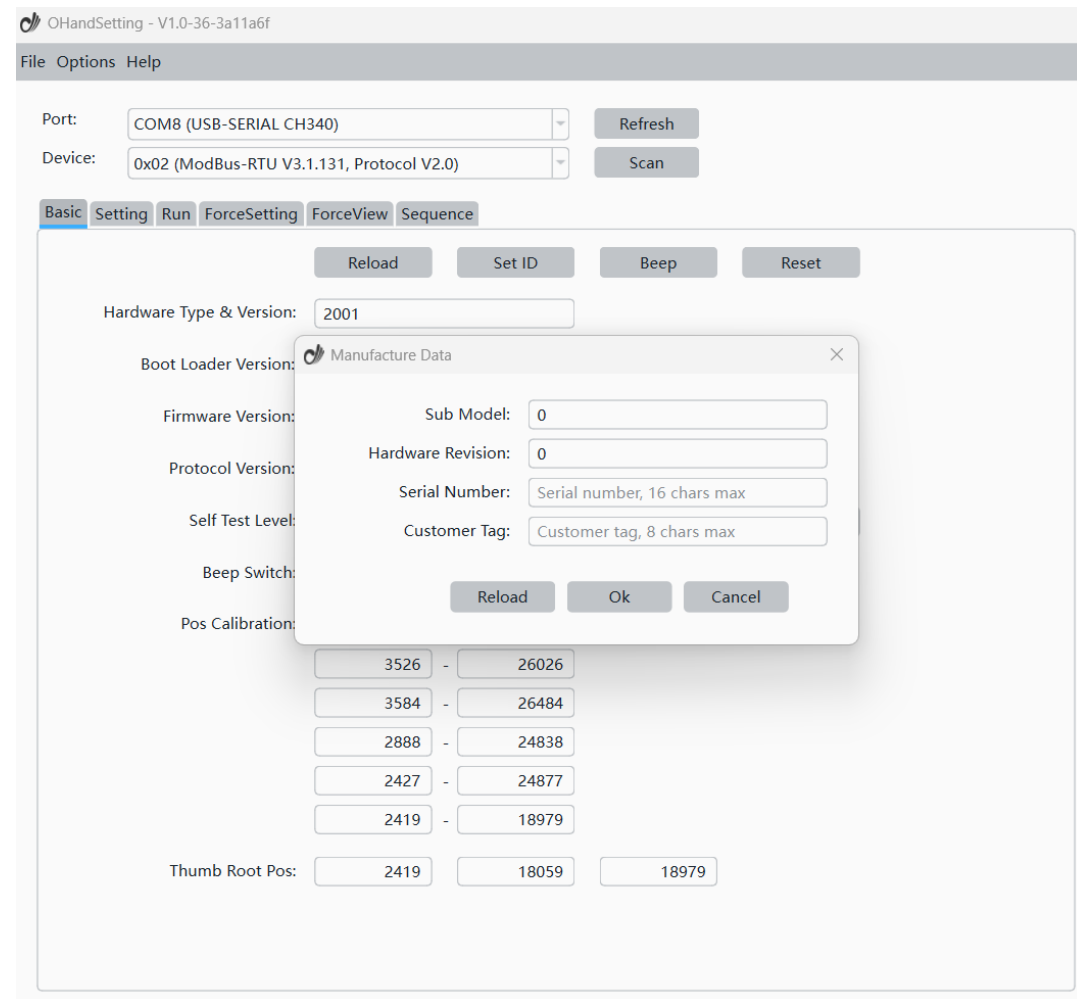 OHandSetting - V1.0-36-3a11a6f
File Options Help
Port: COM8 (USB-SERIAL CH340) Refresh
Device: 0x02 (ModBus-RTU V3.1.131, Protocol V2.0) Scan
Basic Setting Run ForceSetting ForceView Sequence
Reload Set ID Beep Reset
Hardware Type & Version: 2001
Boot Loader Version:
Firmware Version:
Protocol Version:
Self Test Level:
Beep Switch:
Pos Calibration:
Manufacture Data
Sub Model: 0
Hardware Revision: 0
Serial Number: Serial number, 16 chars max
Customer Tag: Customer tag, 8 chars max
Reload Ok Cancel
3526 - 26026
3584 - 26484
2888 - 24838
2427 - 24877
2419 - 18979
Thumb Root Pos: 2419 18059 18979